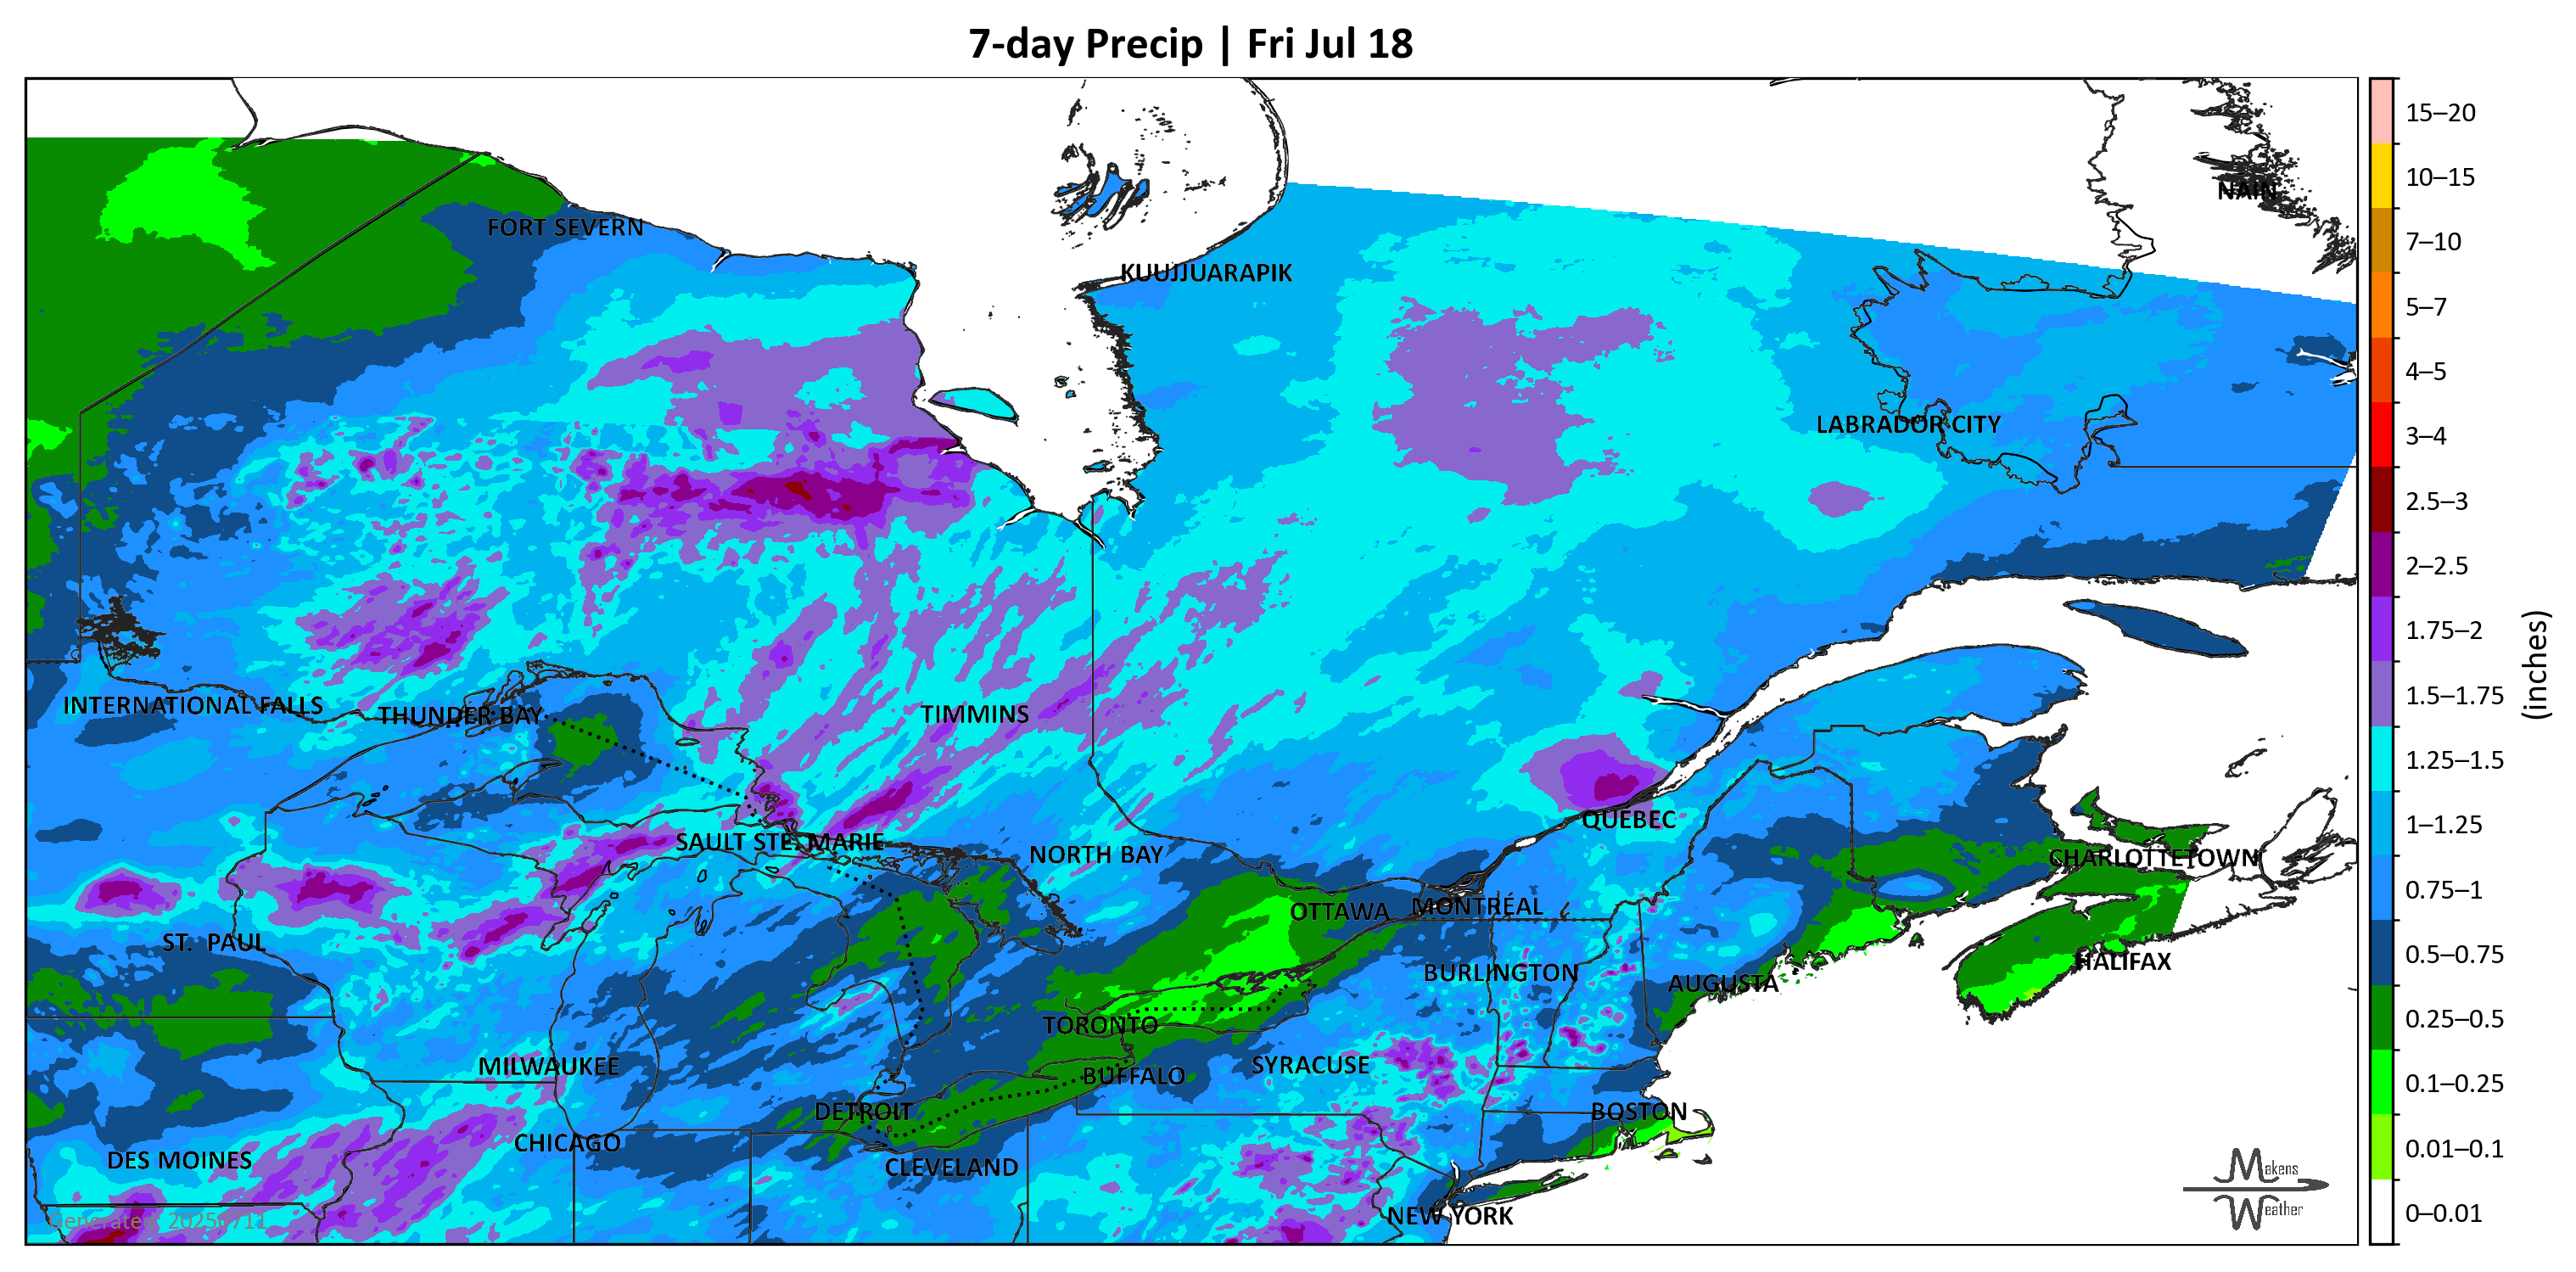 7-day Precip | Fri Jul 18
NAIN
FORT SEVERN
KUUJJUARAPIK
LABRADOR CITY
INTERNATIONAL FALLS
THUNDER BAY
TIMMINS
QUEBEC
SAULT STE. MARIE
NORTH BAY
CHARLOTTETOWN
OTTAWA
MONTRÉAL
ST. PAUL
HALIFAX
BURLINGTON
AUGUSTA
TORONTO
MILWAUKEE
SYRACUSE
BUFFALO
DETROIT
BOSTON
CHICAGO
DES MOINES
CLEVELAND
NEW YORK
Generated: 20250711
Makens
Weather
15–20
10–15
7–10
5–7
4–5
3–4
2.5–3
2–2.5
1.75–2
1.5–1.75
1.25–1.5
1–1.25
0.75–1
0.5–0.75
0.25–0.5
0.1–0.25
0.01–0.1
0–0.01
(inches)